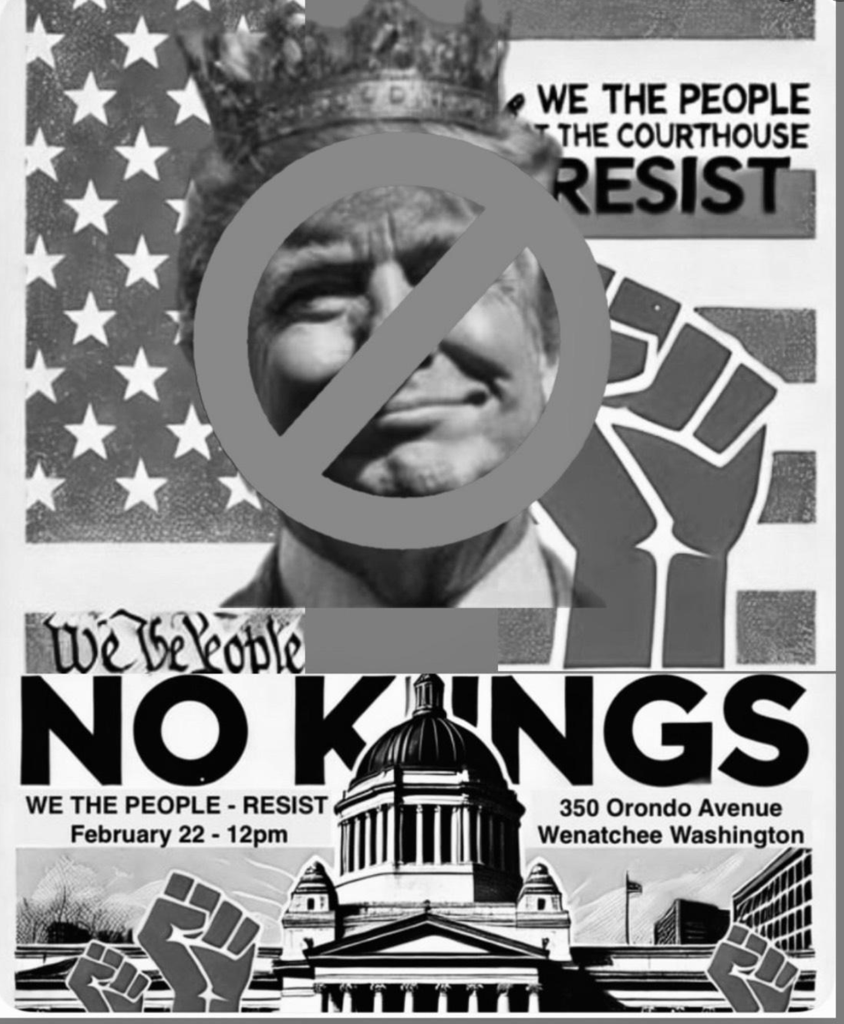 WE THE PEOPLE
THE COURTHOUSE
RESIST
We the People
NO KINGS
WE THE PEOPLE - RESIST
February 22 - 12pm
350 Orondo Avenue
Wenatchee Washington